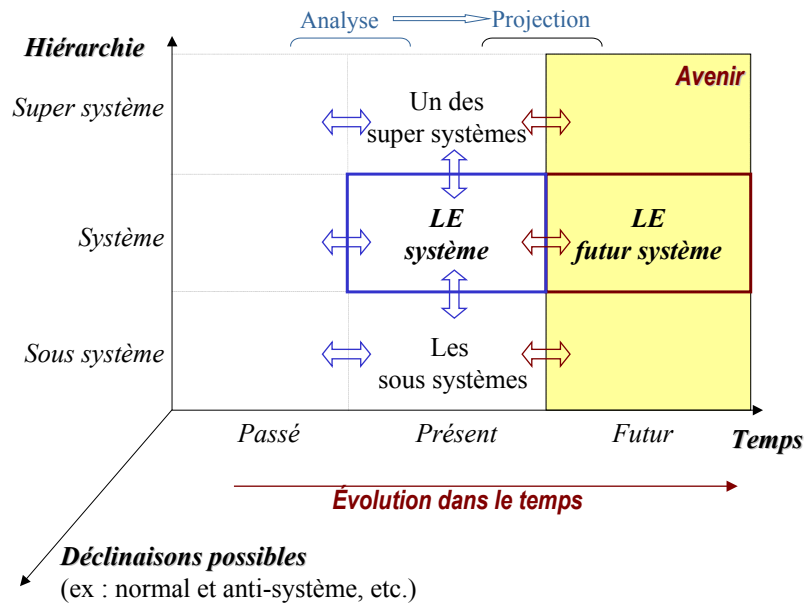 Analyse
Projection
Hiérarchie
Avenir
Super système
Un des
super systèmes
Système
LE
système
LE
futur système
Sous système
Les
sous systèmes
Passé
Présent
Futur
Temps
Évolution dans le temps
Déclinaisons possibles
(ex : normal et anti-système, etc.)